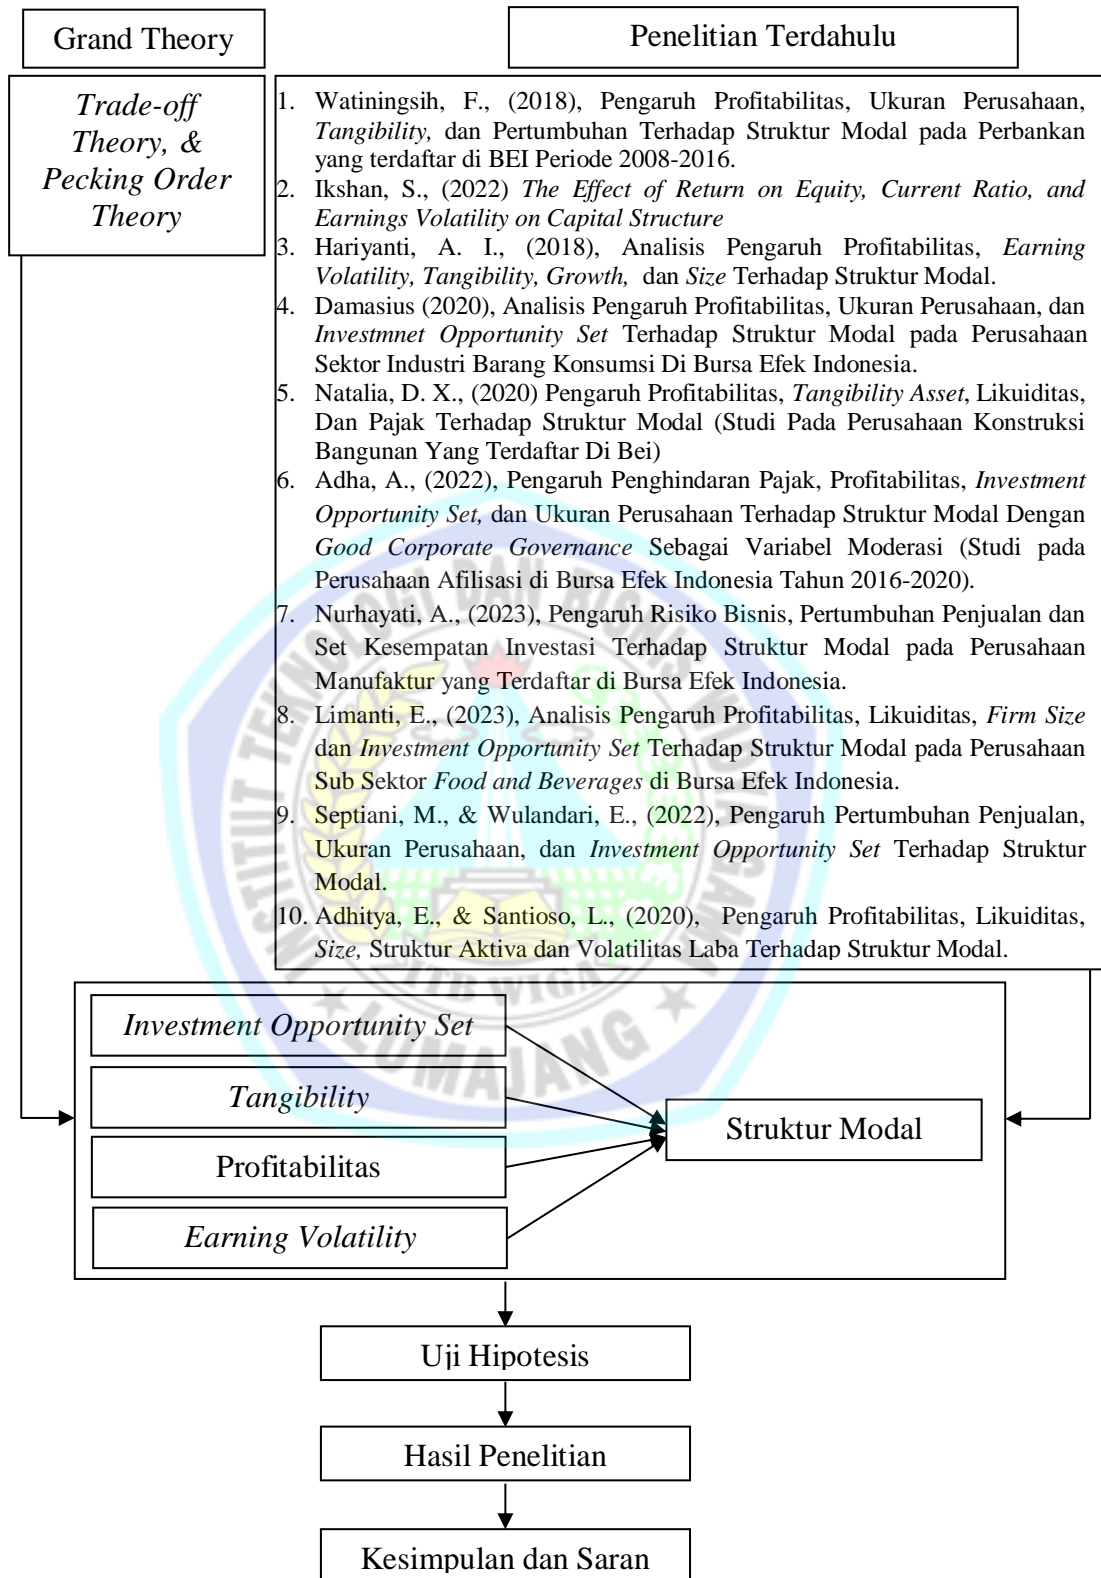 Grand Theory
Penelitian Terdahulu
Trade-off
Theory, &
Pecking Order
Theory
1. Watiningsih, F., (2018), Pengaruh Profitabilitas, Ukuran Perusahaan,
Tangibility, dan Pertumbuhan Terhadap Struktur Modal pada Perbankan
yang terdaftar di BEI Periode 2008-2016.
2. Ikshan, S., (2022) The Effect of Return on Equity, Current Ratio, and
Earnings Volatility on Capital Structure
3. Hariyanti, A. I., (2018), Analisis Pengaruh Profitabilitas, Earning
Volatility, Tangibility, Growth, dan Size Terhadap Struktur Modal.
4. Damasius (2020), Analisis Pengaruh Profitabilitas, Ukuran Perusahaan, dan
Investmnet Opportunity Set Terhadap Struktur Modal pada Perusahaan
Sektor Industri Barang Konsumsi Di Bursa Efek Indonesia.
5. Natalia, D. X., (2020) Pengaruh Profitabilitas, Tangibility Asset, Likuiditas,
Dan Pajak Terhadap Struktur Modal (Studi Pada Perusahaan Konstruksi
Bangunan Yang Terdaftar Di Bei)
6. Adha, A., (2022), Pengaruh Penghindaran Pajak, Profitabilitas, Investment
Opportunity Set, dan Ukuran Perusahaan Terhadap Struktur Modal Dengan
Good Corporate Governance Sebagai Variabel Moderasi (Studi pada
Perusahaan Afilisasi di Bursa Efek Indonesia Tahun 2016-2020).
7. Nurhayati, A., (2023), Pengaruh Risiko Bisnis, Pertumbuhan Penjualan dan
Set Kesempatan Investasi Terhadap Struktur Modal pada Perusahaan
Manufaktur yang Terdaftar di Bursa Efek Indonesia.
8. Limanti, E., (2023), Analisis Pengaruh Profitabilitas, Likuiditas, Firm Size
dan Investment Opportunity Set Terhadap Struktur Modal pada Perusahaan
Sub Sektor Food and Beverages di Bursa Efek Indonesia.
9. Septiani, M., & Wulandari, E., (2022), Pengaruh Pertumbuhan Penjualan,
Ukuran Perusahaan, dan Investment Opportunity Set Terhadap Struktur
Modal.
10. Adhitya, E., & Santioso, L., (2020), Pengaruh Profitabilitas, Likuiditas,
Size, Struktur Aktiva dan Volatilitas Laba Terhadap Struktur Modal.
INSTITUT TEKNOLOGI DAN BISNIS WIDYA GAMA
ITB WIGA
LUMAJANG
Investment Opportunity Set
Tangibility
Profitabilitas
Earning Volatility
Struktur Modal
Uji Hipotesis
Hasil Penelitian
Kesimpulan dan Saran